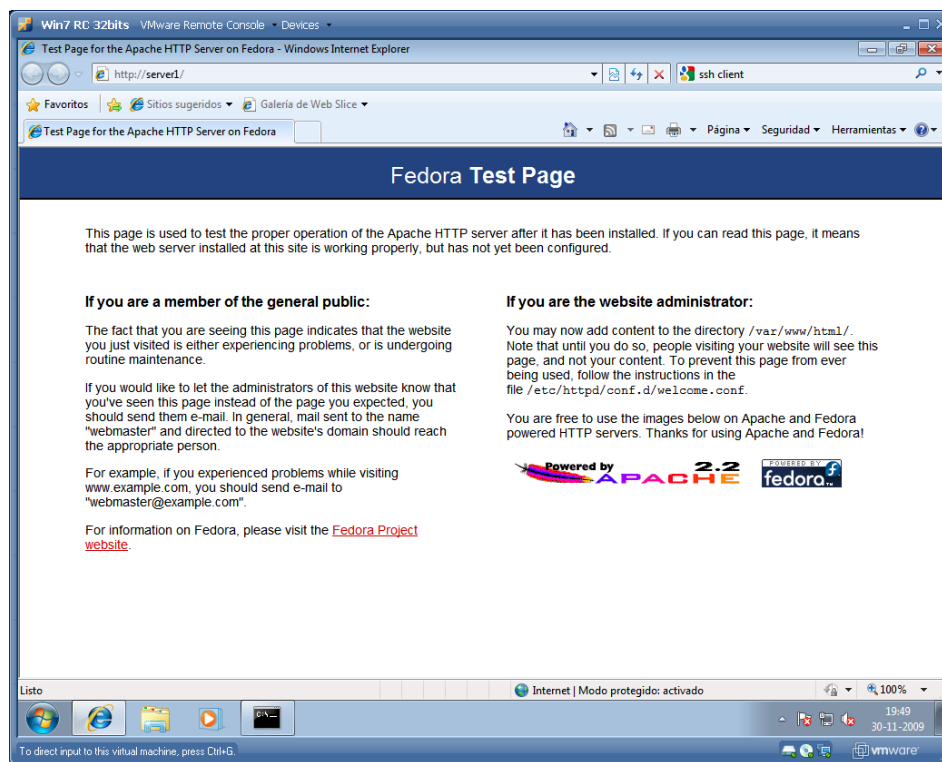 Win7 RC 32bits VMware Remote Console Devices
Test Page for the Apache HTTP Server on Fedora - Windows Internet Explorer
http://server1/ ssh client
Favoritos Sitios sugeridos Galería de Web Slice
Test Page for the Apache HTTP Server on Fedora Página Seguridad Herramientas
Fedora Test Page
This page is used to test the proper operation of the Apache HTTP server after it has been installed. If you can read this page, it means
that the web server installed at this site is working properly, but has not yet been configured.
If you are a member of the general public:
The fact that you are seeing this page indicates that the website
you just visited is either experiencing problems, or is undergoing
routine maintenance.
If you would like to let the administrators of this website know that
you've seen this page instead of the page you expected, you
should send them e-mail. In general, mail sent to the name
"webmaster" and directed to the website's domain should reach
the appropriate person.
For example, if you experienced problems while visiting
www.example.com, you should send e-mail to
"webmaster@example.com".
For information on Fedora, please visit the Fedora Project
website.
If you are the website administrator:
You may now add content to the directory /var/www/html/.
Note that until you do so, people visiting your website will see this
page, and not your content. To prevent this page from ever
being used, follow the instructions in the
file /etc/httpd/conf.d/welcome.conf.
You are free to use the images below on Apache and Fedora
powered HTTP servers. Thanks for using Apache and Fedora!
Powered by 2.2
APACHE
POWERED BY
fedora
Listo Internet | Modo protegido: activado 100%
C:\
19:49
30-11-2009
To direct input to this virtual machine, press Ctrl+G. vmware